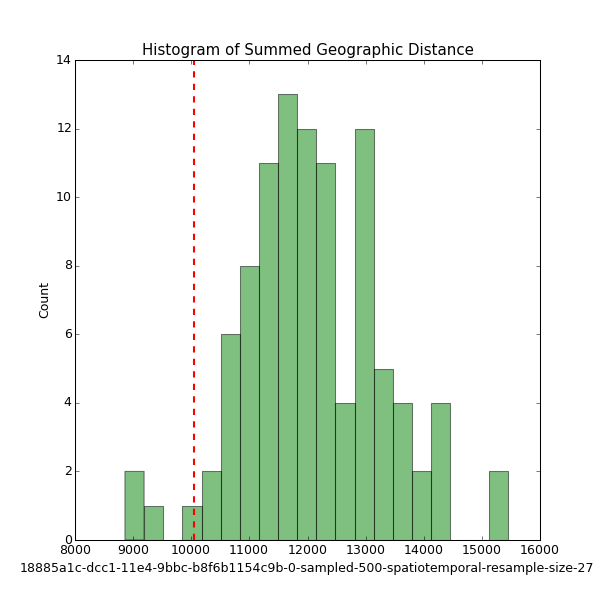 Histogram of Summed Geographic Distance
14
12
10
8
6
4
2
0
Count
8000 9000 10000 11000 12000 13000 14000 15000 16000
18885a1c-dcc1-11e4-9bbc-b8f6b1154c9b-0-sampled-500-spatiotemporal-resample-size-27